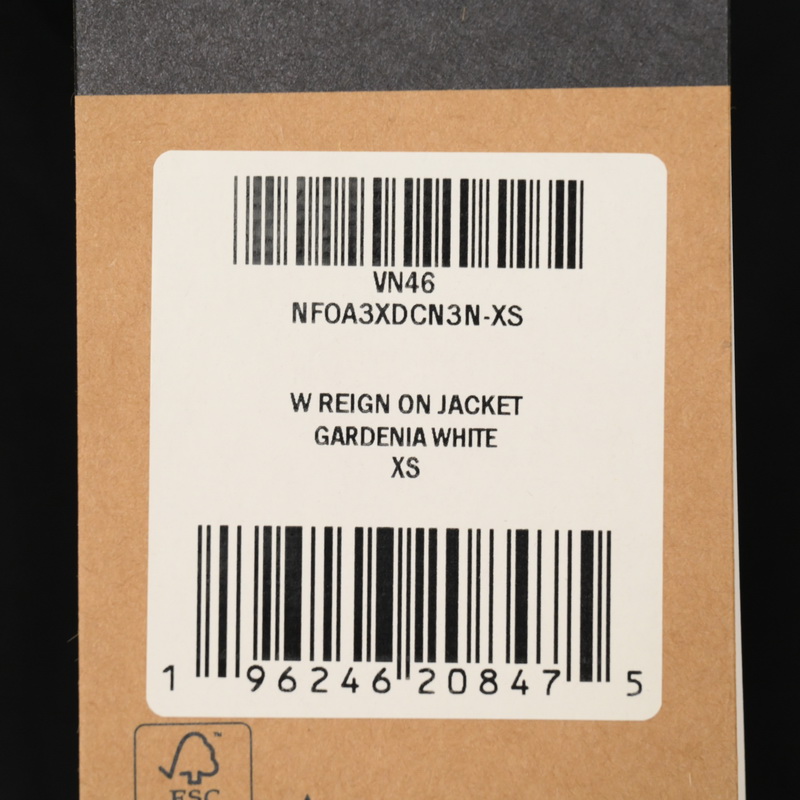 VN46
NF0A3XDCN3N-XS
W REIGN ON JACKET
GARDENIA WHITE
XS
1 96246 20847 5
FSC